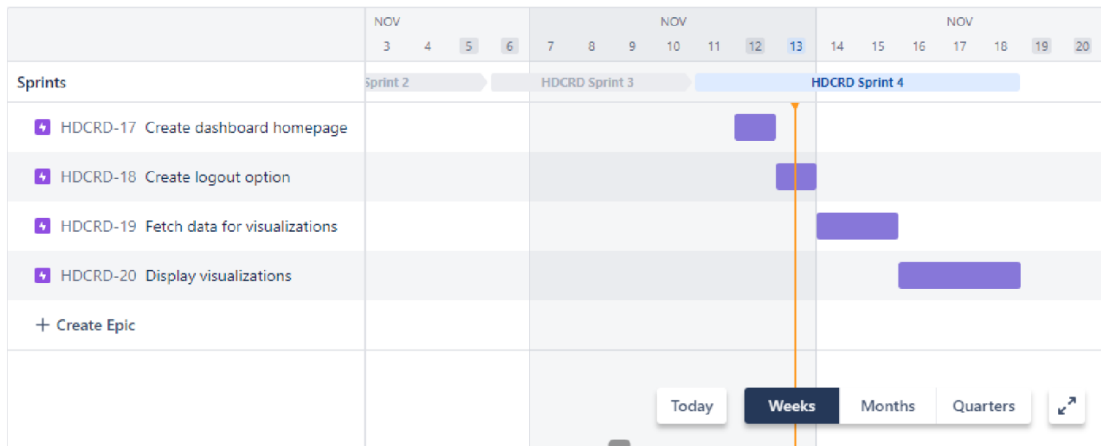 NOV NOV NOV
3 4 5 6 7 8 9 10 11 12 13 14 15 16 17 18 19 20
Sprints Sprint 2 HDCRD Sprint 3 HDCRD Sprint 4
HDCRD-17 Create dashboard homepage
HDCRD-18 Create logout option
HDCRD-19 Fetch data for visualizations
HDCRD-20 Display visualizations
+ Create Epic
Today Weeks Months Quarters